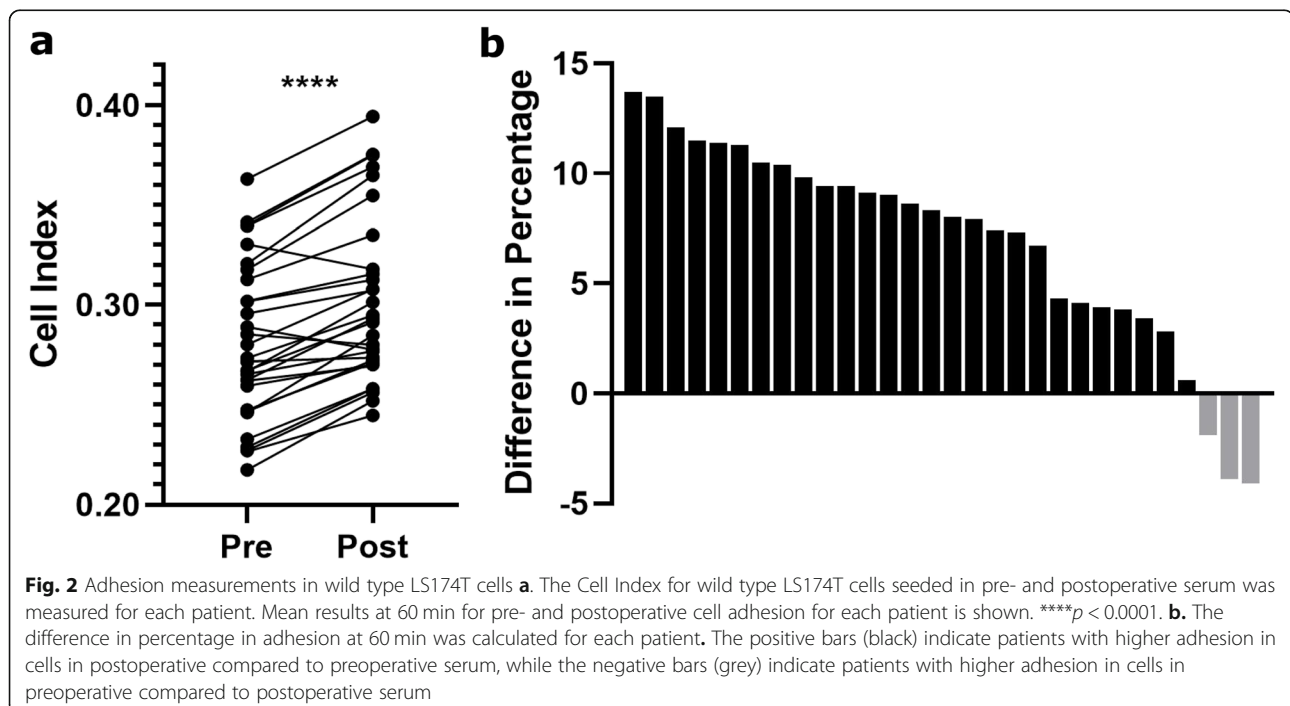 a
b
****
Cell Index
0.40
0.30
0.20
Pre
Post
Difference in Percentage
15
10
5
0
-5
Fig. 2 Adhesion measurements in wild type LS174T cells a. The Cell Index for wild type LS174T cells seeded in pre- and postoperative serum was
measured for each patient. Mean results at 60 min for pre- and postoperative cell adhesion for each patient is shown. ****p < 0.0001. b. The
difference in percentage in adhesion at 60 min was calculated for each patient. The positive bars (black) indicate patients with higher adhesion in
cells in postoperative compared to preoperative serum, while the negative bars (grey) indicate patients with higher adhesion in cells in
preoperative compared to postoperative serum